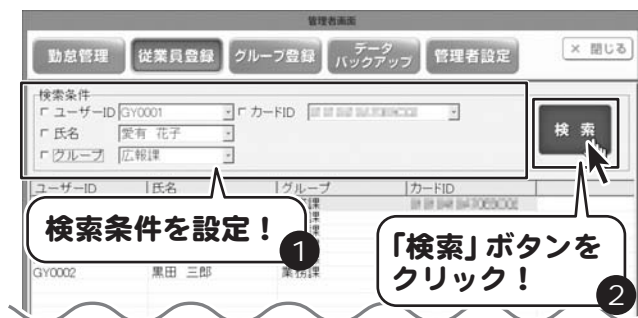 管理者画面
勤怠管理
従業員登録
グループ登録
データ
バックアップ
管理者設定
× 閉じる
検索条件
ユーザーID GY0001
カードID
氏名 愛有 花子
グループ 広報課
検 索
ユーザーID 氏名 グループ カードID
課
課
検索条件を設定！
1
「検索」ボタンを
クリック！
2
GY0002 黒田 三郎 業務課